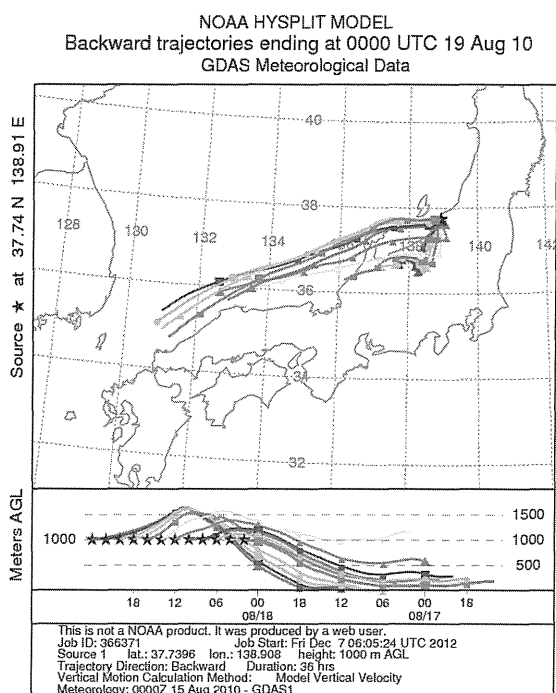 NOAA HYSPLIT MODEL
Backward trajectories ending at 0000 UTC 19 Aug 10
GDAS Meteorological Data
Source ★ at 37.74 N 138.91 E
40
38
128
130
132
134
138
140
142
36
34
32
Meters AGL
1000
1500
1000
500
18 12 06 00 18 12 06 00 18
08/18 08/17
This is not a NOAA product. It was produced by a web user.
Job ID: 366371 Job Start: Fri Dec 7 06:05:24 UTC 2012
Source 1 lat.: 37.7396 lon.: 138.908 height: 1000 m AGL
Trajectory Direction: Backward Duration: 36 hrs
Vertical Motion Calculation Method: Model Vertical Velocity
Meteorology: 0000Z 15 Aug 2010 - GDAS1